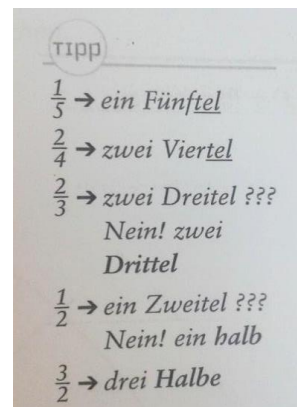 TIPP
1/5 → ein Fünftel
2/4 → zwei Viertel
2/3 → zwei Dreitel ???
Nein! zwei
Drittel
1/2 → ein Zweitel ???
Nein! ein halb
3/2 → drei Halbe